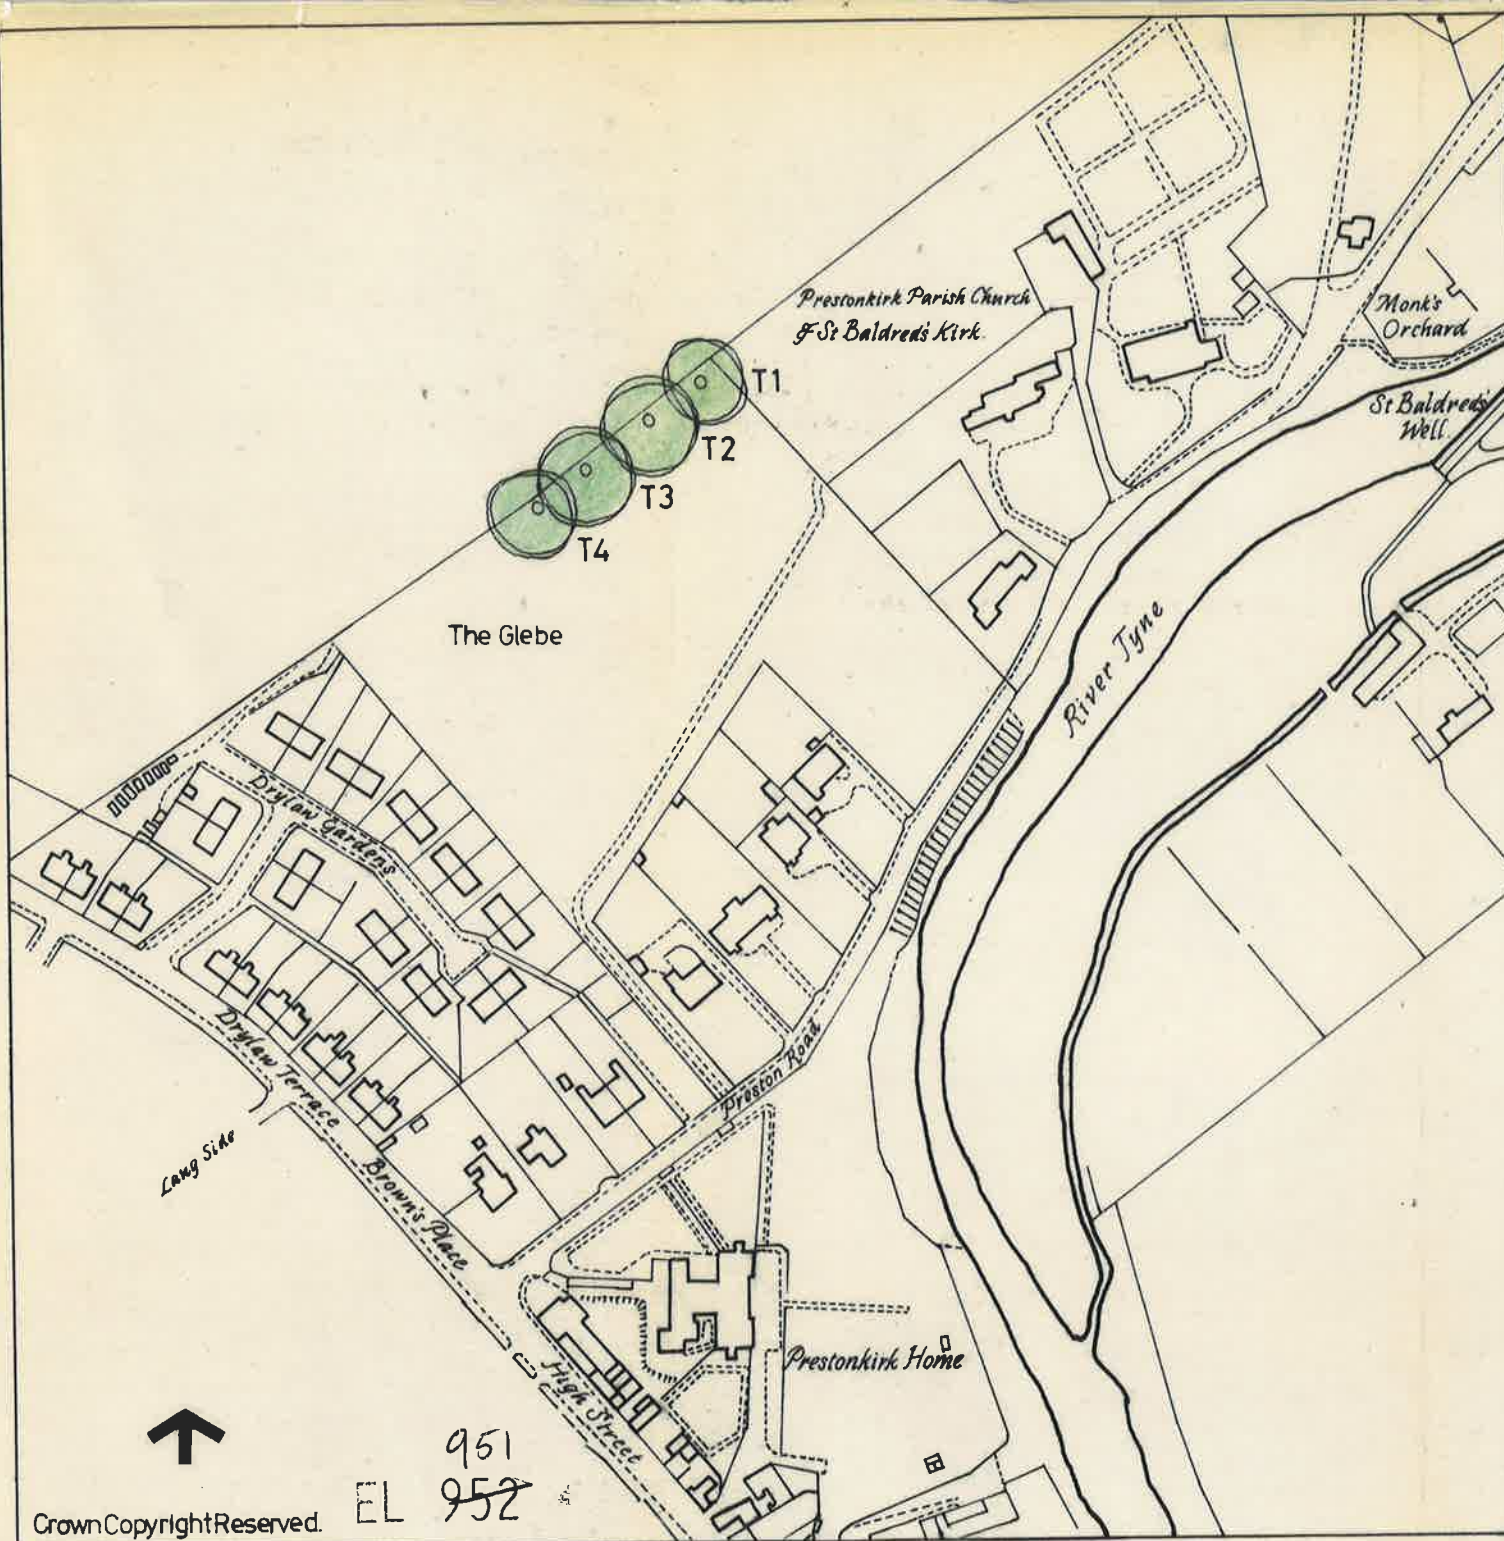 Prestonkirk Parish Church
& St Baldred's Kirk.
Monk's
Orchard
T1
St Baldred's
Well.
T2
T3
T4
River Tyne
The Glebe
Drylaw Gardens
Drylaw Terrace
Preston Road
Lang Side
Brown's Place
Prestonkirk Home
High Street
951
EL 952
Crown Copyright Reserved.